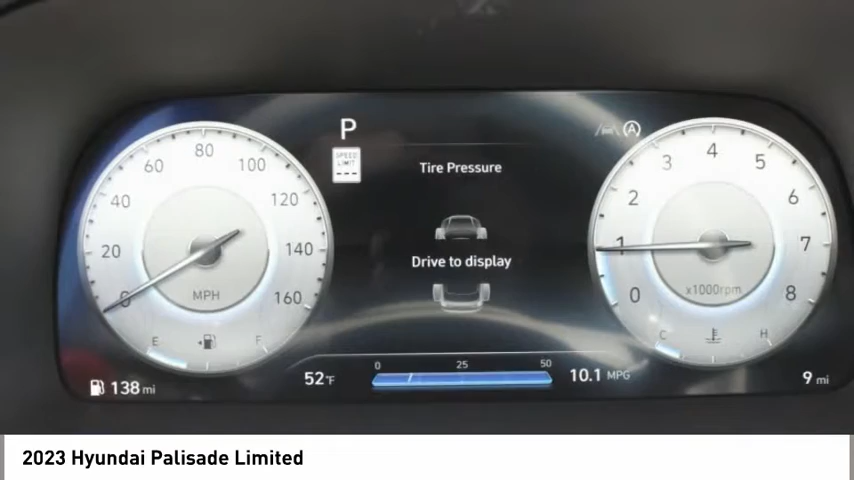 P
SPEED LIMIT
---
Tire Pressure
Drive to display
0 20 40 60 80 100 120 140 160
MPH
E F
A
0 1 2 3 4 5 6 7 8
x1000rpm
C H
138 mi
52°F
0 25 50
10.1 MPG
9 mi
2023 Hyundai Palisade Limited